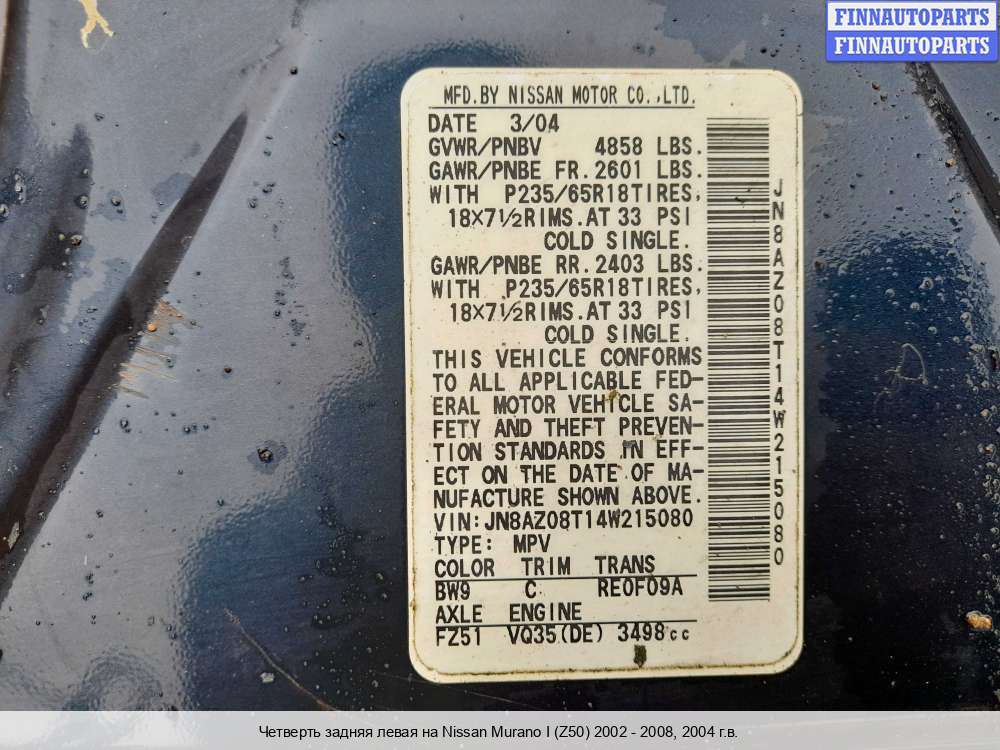 FINNAUTOPARTS
FINNAUTOPARTS
MFD.BY NISSAN MOTOR CO.,LTD.
DATE 3/04
GVWR/PNBV 4858 LBS.
GAWR/PNBE FR.2601 LBS.
WITH P235/65R18TIRES,
18X7½RIMS.AT 33 PSI
COLD SINGLE.
GAWR/PNBE RR.2403 LBS.
WITH P235/65R18TIRES,
18X7½RIMS.AT 33 PSI
COLD SINGLE.
THIS VEHICLE CONFORMS
TO ALL APPLICABLE FED-
ERAL MOTOR VEHICLE SA-
FETY AND THEFT PREVEN-
TION STANDARDS IN EFF-
ECT ON THE DATE OF MA-
NUFACTURE SHOWN ABOVE.
VIN:JN8AZ08T14W215080
TYPE: MPV
COLOR TRIM TRANS
BW9 C RE0F09A
AXLE ENGINE
FZ51 VQ35(DE) 3498cc
JN8AZ08T14W215080
Четверть задняя левая на Nissan Murano I (Z50) 2002 - 2008, 2004 г.в.